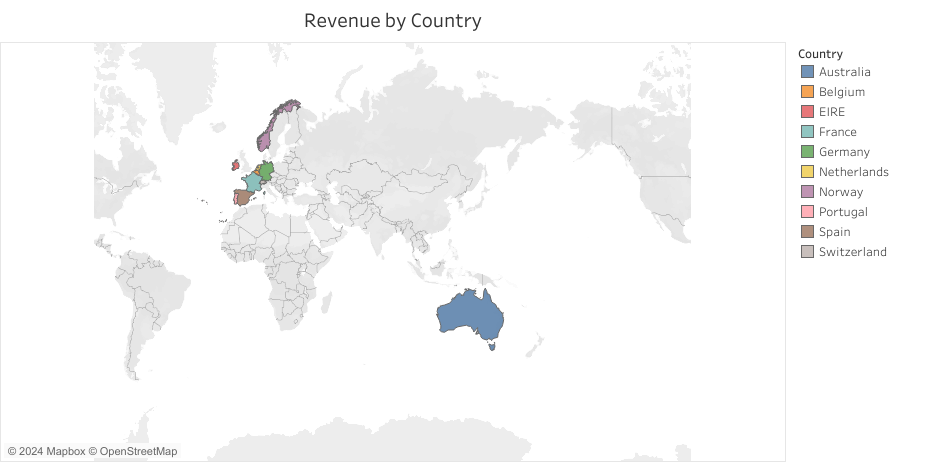 Revenue by Country
Country
Australia
Belgium
EIRE
France
Germany
Netherlands
Norway
Portugal
Spain
Switzerland
© 2024 Mapbox © OpenStreetMap